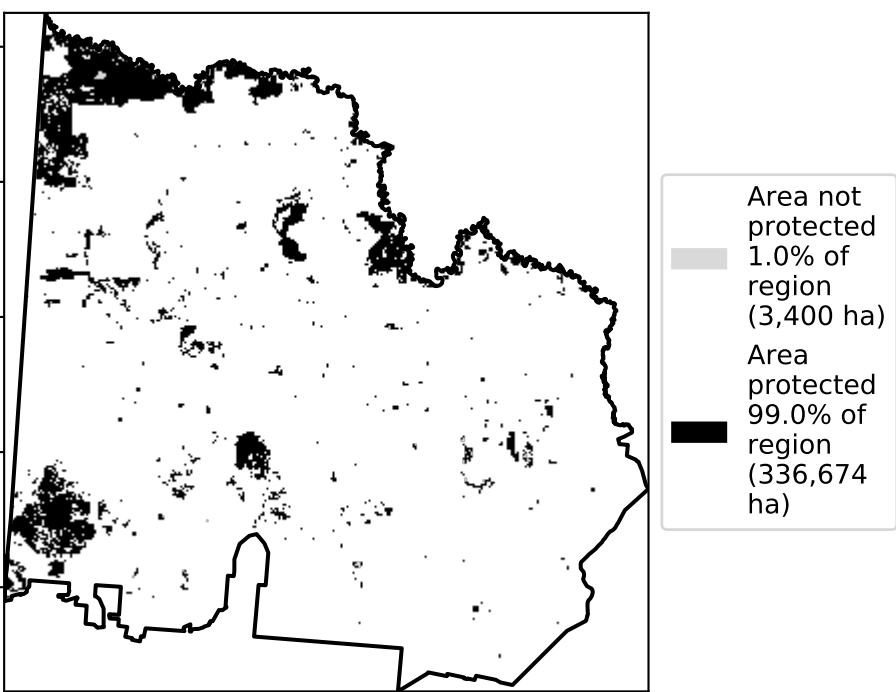 Area not
protected
1.0% of
region
(3,400 ha)
Area
protected
99.0% of
region
(336,674
ha)